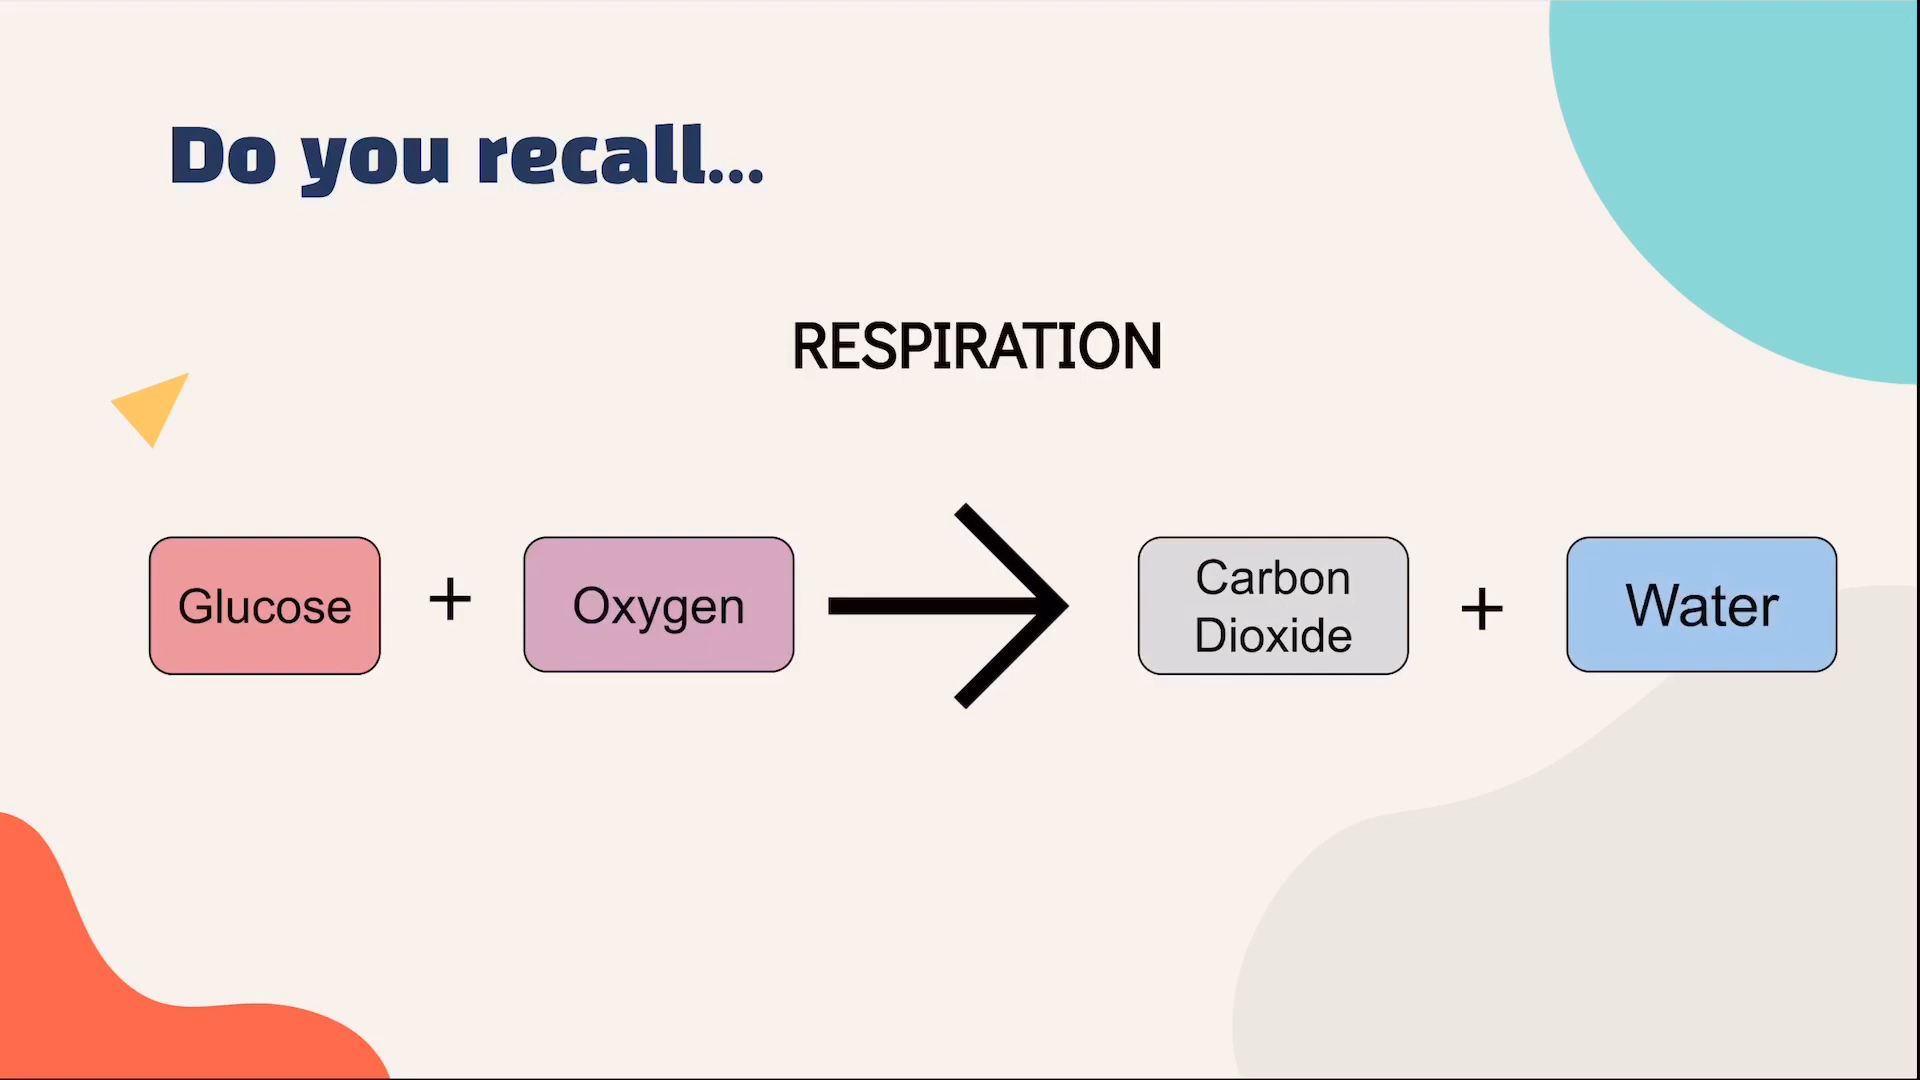 Do you recall...
RESPIRATION
Glucose + Oxygen → Carbon Dioxide + Water